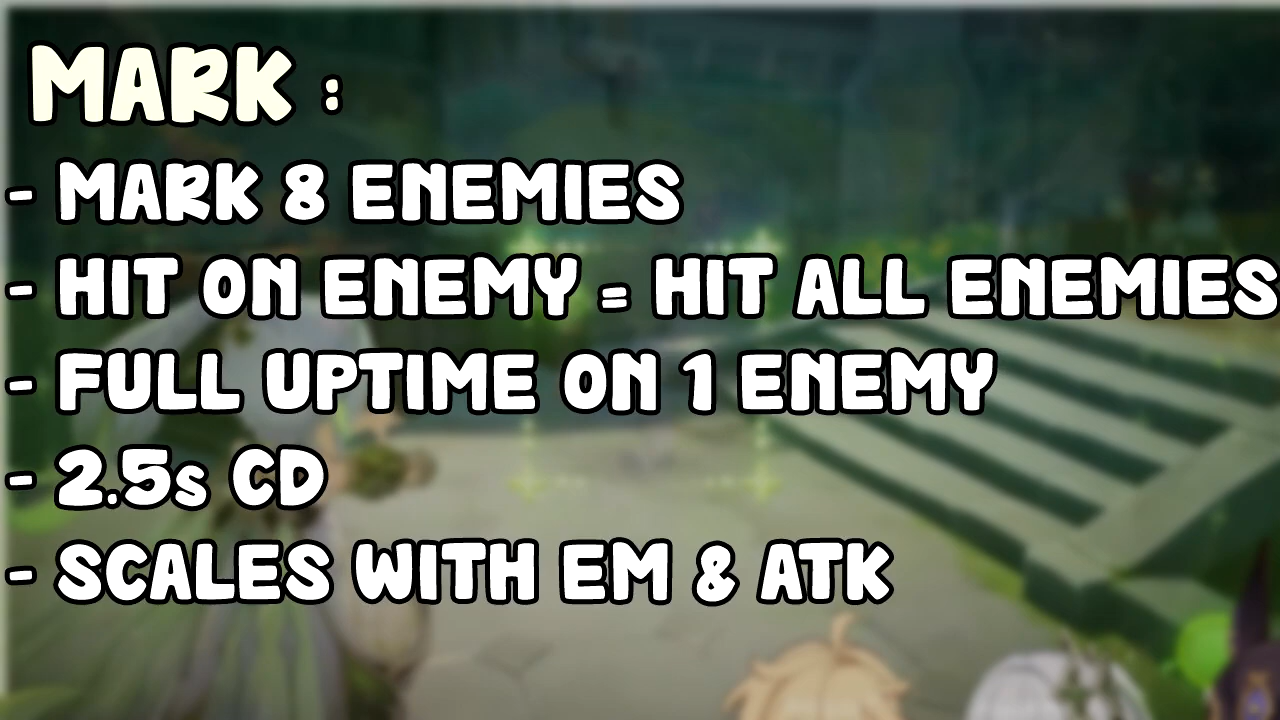 MARK :
- MARK 8 ENEMIES
- HIT ON ENEMY = HIT ALL ENEMIES
- FULL UPTIME ON 1 ENEMY
- 2.5s CD
- SCALES WITH EM & ATK